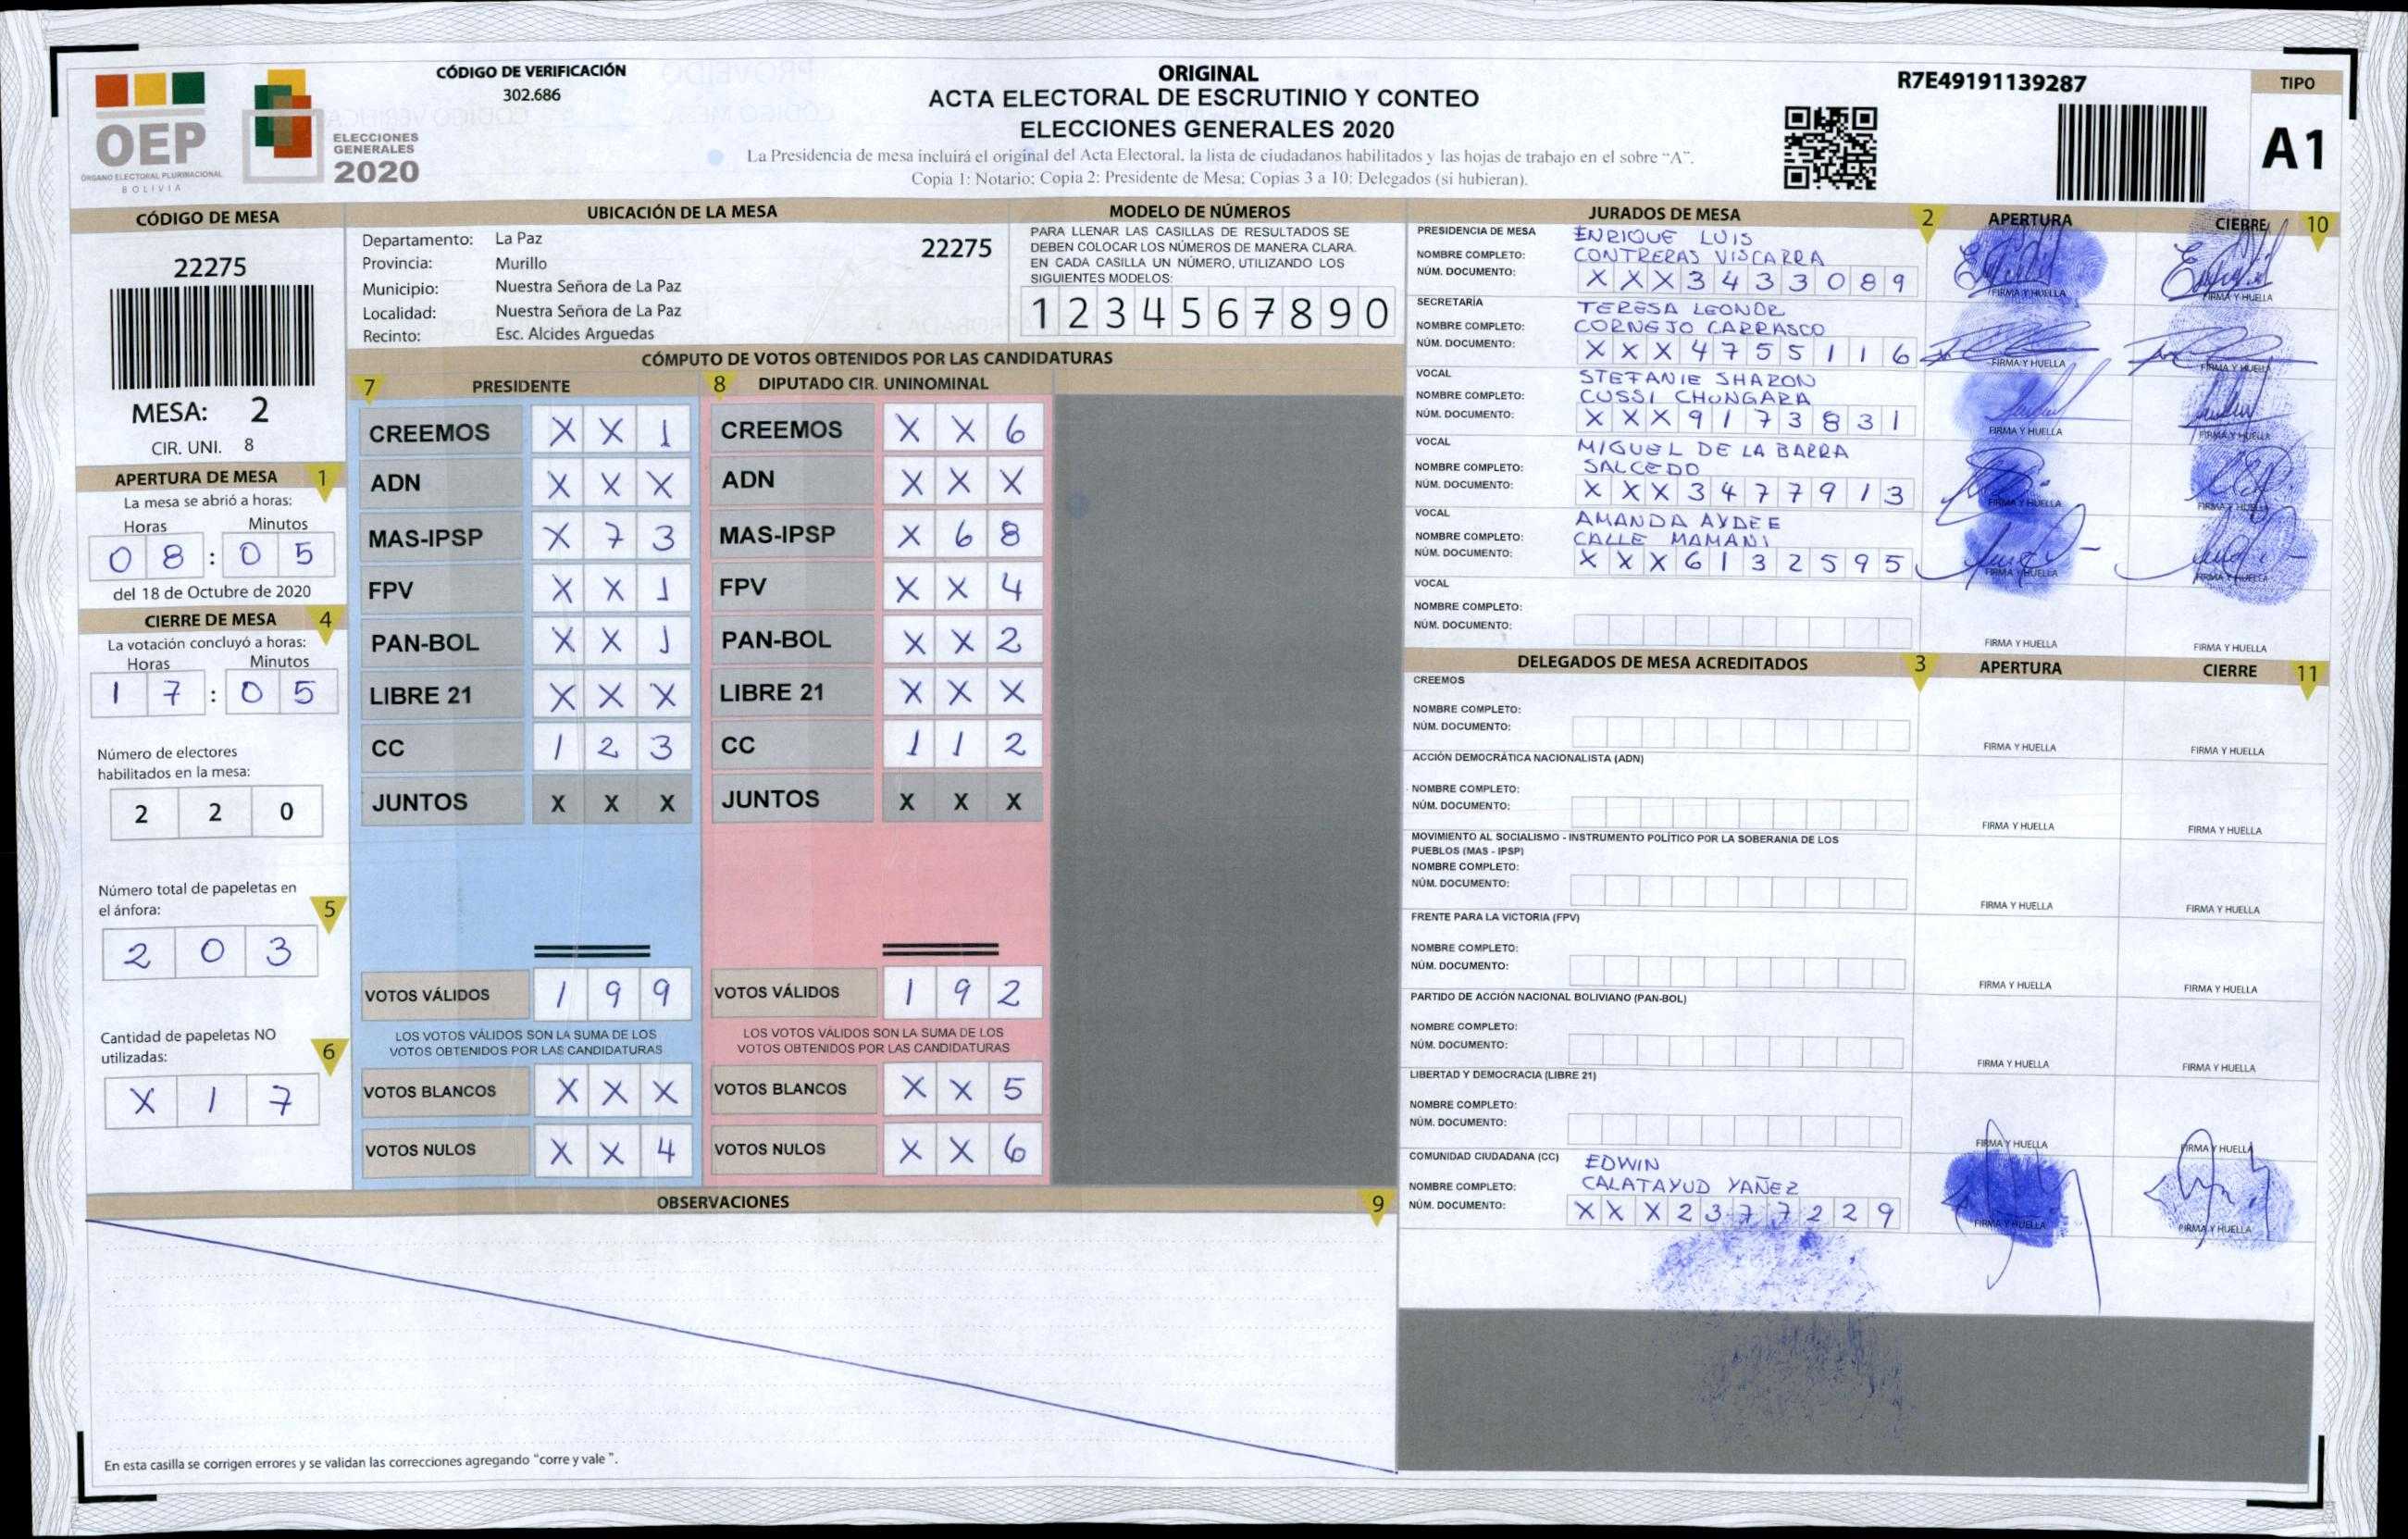 OEP
ÓRGANO ELECTORAL PLURINACIONAL
BOLIVIA
ELECCIONES
GENERALES
2020
CÓDIGO DE VERIFICACIÓN
302.686
ORIGINAL
ACTA ELECTORAL DE ESCRUTINIO Y CONTEO
ELECCIONES GENERALES 2020
La Presidencia de mesa incluirá el original del Acta Electoral, la lista de ciudadanos habilitados y las hojas de trabajo en el sobre “A”.
Copia 1: Notario; Copia 2: Presidente de Mesa; Copias 3 a 10: Delegados (si hubieran).
R7E49191139287
TIPO
A1
CÓDIGO DE MESA
22275
MESA: 2
CIR. UNI. 8
APERTURA DE MESA 1
La mesa se abrió a horas:
Horas Minutos
0 8 : 0 5
del 18 de Octubre de 2020
CIERRE DE MESA 4
La votación concluyó a horas:
Horas Minutos
1 7 : 0 5
Número de electores
habilitados en la mesa:
2 2 0
Número total de papeletas en
el ánfora: 5
2 0 3
Cantidad de papeletas NO
utilizadas: 6
X 1 7
UBICACIÓN DE LA MESA
Departamento: La Paz 22275
Provincia: Murillo
Municipio: Nuestra Señora de La Paz
Localidad: Nuestra Señora de La Paz
Recinto: Esc. Alcides Arguedas
MODELO DE NÚMEROS
PARA LLENAR LAS CASILLAS DE RESULTADOS SE
DEBEN COLOCAR LOS NÚMEROS DE MANERA CLARA.
EN CADA CASILLA UN NÚMERO, UTILIZANDO LOS
SIGUIENTES MODELOS:
1 2 3 4 5 6 7 8 9 0
CÓMPUTO DE VOTOS OBTENIDOS POR LAS CANDIDATURAS
7 PRESIDENTE 8 DIPUTADO CIR. UNINOMINAL
CREEMOS X X 1 CREEMOS X X 6
ADN X X X ADN X X X
MAS-IPSP X 7 3 MAS-IPSP X 6 8
FPV X X 1 FPV X X 4
PAN-BOL X X 1 PAN-BOL X X 2
LIBRE 21 X X X LIBRE 21 X X X
CC 1 2 3 CC 1 1 2
JUNTOS X X X JUNTOS X X X
VOTOS VÁLIDOS 1 9 9 VOTOS VÁLIDOS 1 9 2
LOS VOTOS VÁLIDOS SON LA SUMA DE LOS LOS VOTOS VÁLIDOS SON LA SUMA DE LOS
VOTOS OBTENIDOS POR LAS CANDIDATURAS VOTOS OBTENIDOS POR LAS CANDIDATURAS
VOTOS BLANCOS X X X VOTOS BLANCOS X X 5
VOTOS NULOS X X 4 VOTOS NULOS X X 6
OBSERVACIONES 9
En esta casilla se corrigen errores y se validan las correcciones agregando “corre y vale ”.
JURADOS DE MESA 2 APERTURA CIERRE 10
PRESIDENCIA DE MESA ENRIQUE LUIS
NOMBRE COMPLETO: CONTRERAS VISCARRA
NÚM. DOCUMENTO: X X X 3 4 3 3 0 8 9
FIRMA Y HUELLA FIRMA Y HUELLA
SECRETARÍA TERESA LEONOR
NOMBRE COMPLETO: CORNEJO CARRASCO
NÚM. DOCUMENTO: X X X 4 7 5 5 1 1 6
FIRMA Y HUELLA FIRMA Y HUELLA
VOCAL STEFANIE SHARON
NOMBRE COMPLETO: CUSSI CHUNGARA
NÚM. DOCUMENTO: X X X 9 1 7 3 8 3 1
FIRMA Y HUELLA FIRMA Y HUELLA
VOCAL MIGUEL DE LA BARRA
NOMBRE COMPLETO: SALCEDO
NÚM. DOCUMENTO: X X X 3 4 7 7 9 1 3
FIRMA Y HUELLA FIRMA Y HUELLA
VOCAL AMANDA AYDEE
NOMBRE COMPLETO: CALLE MAMANI
NÚM. DOCUMENTO: X X X 6 1 3 2 5 9 5
FIRMA Y HUELLA FIRMA Y HUELLA
VOCAL
NOMBRE COMPLETO:
NÚM. DOCUMENTO:
FIRMA Y HUELLA FIRMA Y HUELLA
DELEGADOS DE MESA ACREDITADOS 3 APERTURA CIERRE 11
CREEMOS
NOMBRE COMPLETO:
NÚM. DOCUMENTO:
FIRMA Y HUELLA FIRMA Y HUELLA
ACCIÓN DEMOCRÁTICA NACIONALISTA (ADN)
NOMBRE COMPLETO:
NÚM. DOCUMENTO:
FIRMA Y HUELLA FIRMA Y HUELLA
MOVIMIENTO AL SOCIALISMO - INSTRUMENTO POLÍTICO POR LA SOBERANIA DE LOS
PUEBLOS (MAS - IPSP)
NOMBRE COMPLETO:
NÚM. DOCUMENTO:
FIRMA Y HUELLA FIRMA Y HUELLA
FRENTE PARA LA VICTORIA (FPV)
NOMBRE COMPLETO:
NÚM. DOCUMENTO:
FIRMA Y HUELLA FIRMA Y HUELLA
PARTIDO DE ACCIÓN NACIONAL BOLIVIANO (PAN-BOL)
NOMBRE COMPLETO:
NÚM. DOCUMENTO:
FIRMA Y HUELLA FIRMA Y HUELLA
LIBERTAD Y DEMOCRACIA (LIBRE 21)
NOMBRE COMPLETO:
NÚM. DOCUMENTO:
FIRMA Y HUELLA FIRMA Y HUELLA
COMUNIDAD CIUDADANA (CC) EDWIN
NOMBRE COMPLETO: CALATAYUD YAÑEZ
NÚM. DOCUMENTO: X X X 2 3 7 7 2 2 9
FIRMA Y HUELLA FIRMA Y HUELLA